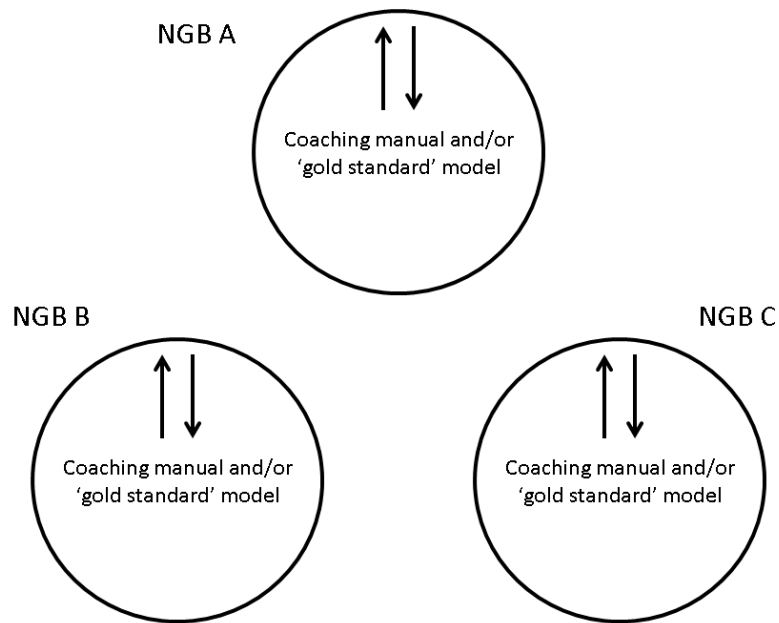 NGB A
Coaching manual and/or
‘gold standard’ model
NGB B
Coaching manual and/or
‘gold standard’ model
NGB C
Coaching manual and/or
‘gold standard’ model